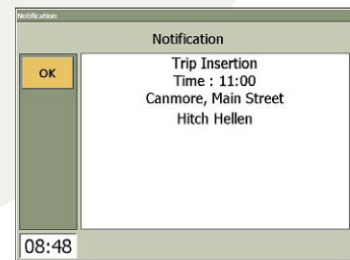 Notification
Notification
OK
Trip Insertion
Time : 11:00
Canmore, Main Street
Hitch Hellen
08:48